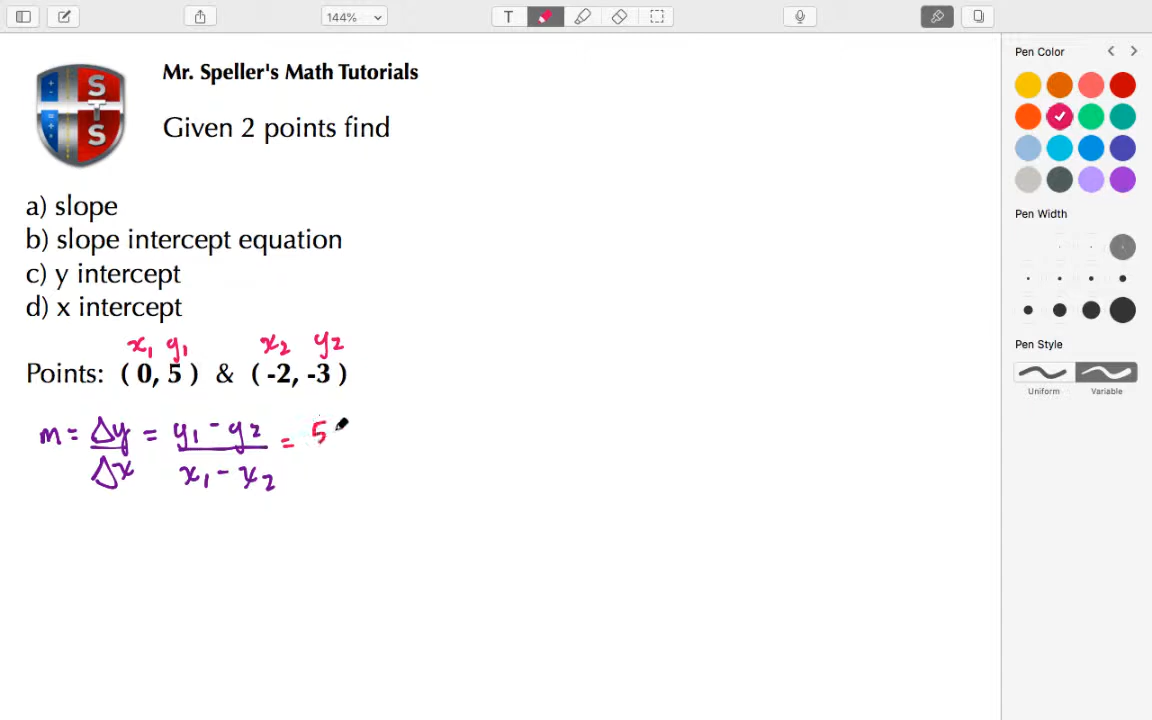 T
144%
Mr. Speller's Math Tutorials
STS
Given 2 points find
a) slope
b) slope intercept equation
c) y intercept
d) x intercept
x₁ y₁ x₂ y₂
Points: ( 0, 5 ) & ( -2, -3 )
m = Δy = y₁ - y₂ = 5
Δx x₁ - x₂
Pen Color
Pen Width
Pen Style
Uniform Variable